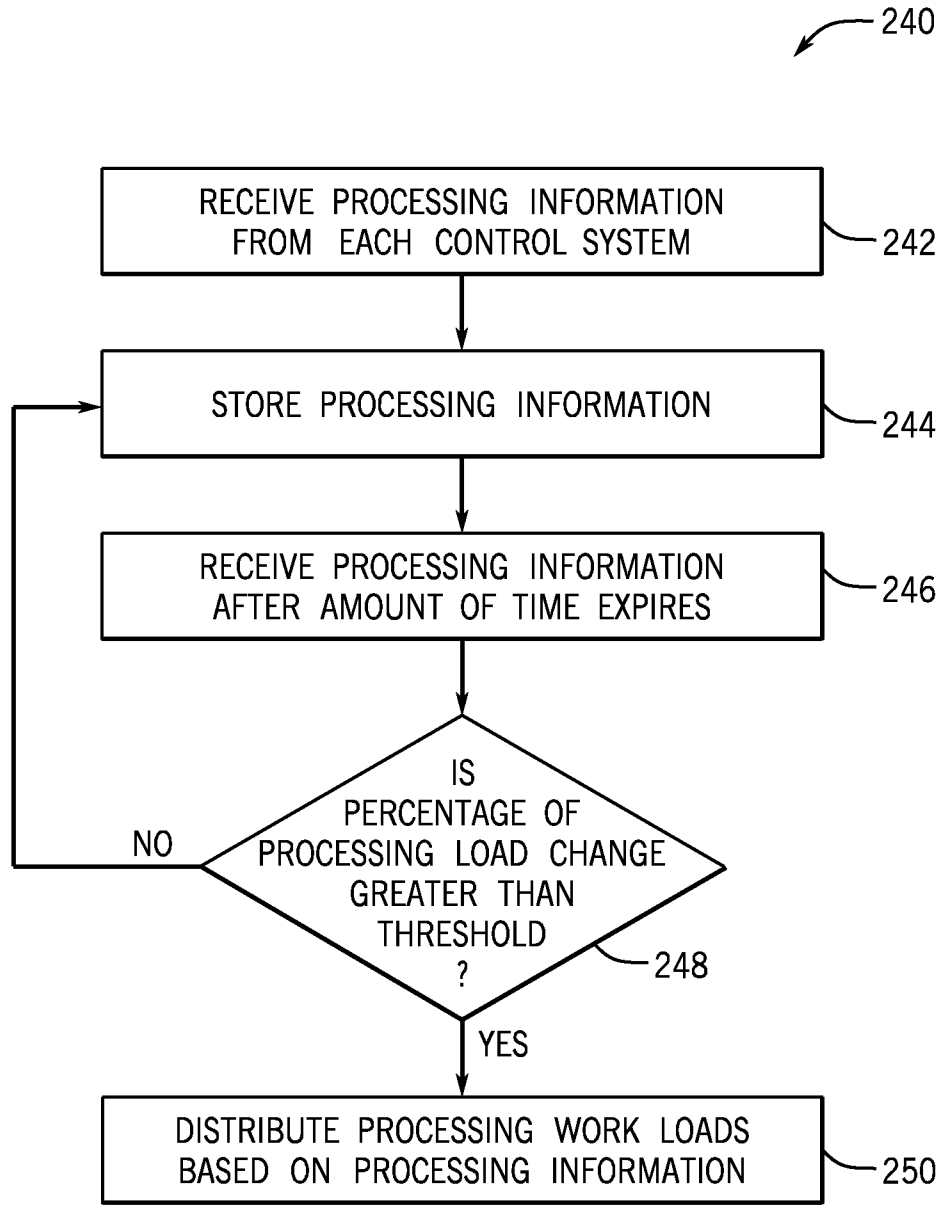 240
RECEIVE PROCESSING INFORMATION
FROM EACH CONTROL SYSTEM
242
STORE PROCESSING INFORMATION
244
RECEIVE PROCESSING INFORMATION
AFTER AMOUNT OF TIME EXPIRES
246
IS
PERCENTAGE OF
PROCESSING LOAD CHANGE
GREATER THAN
THRESHOLD
?
NO
248
YES
DISTRIBUTE PROCESSING WORK LOADS
BASED ON PROCESSING INFORMATION
250